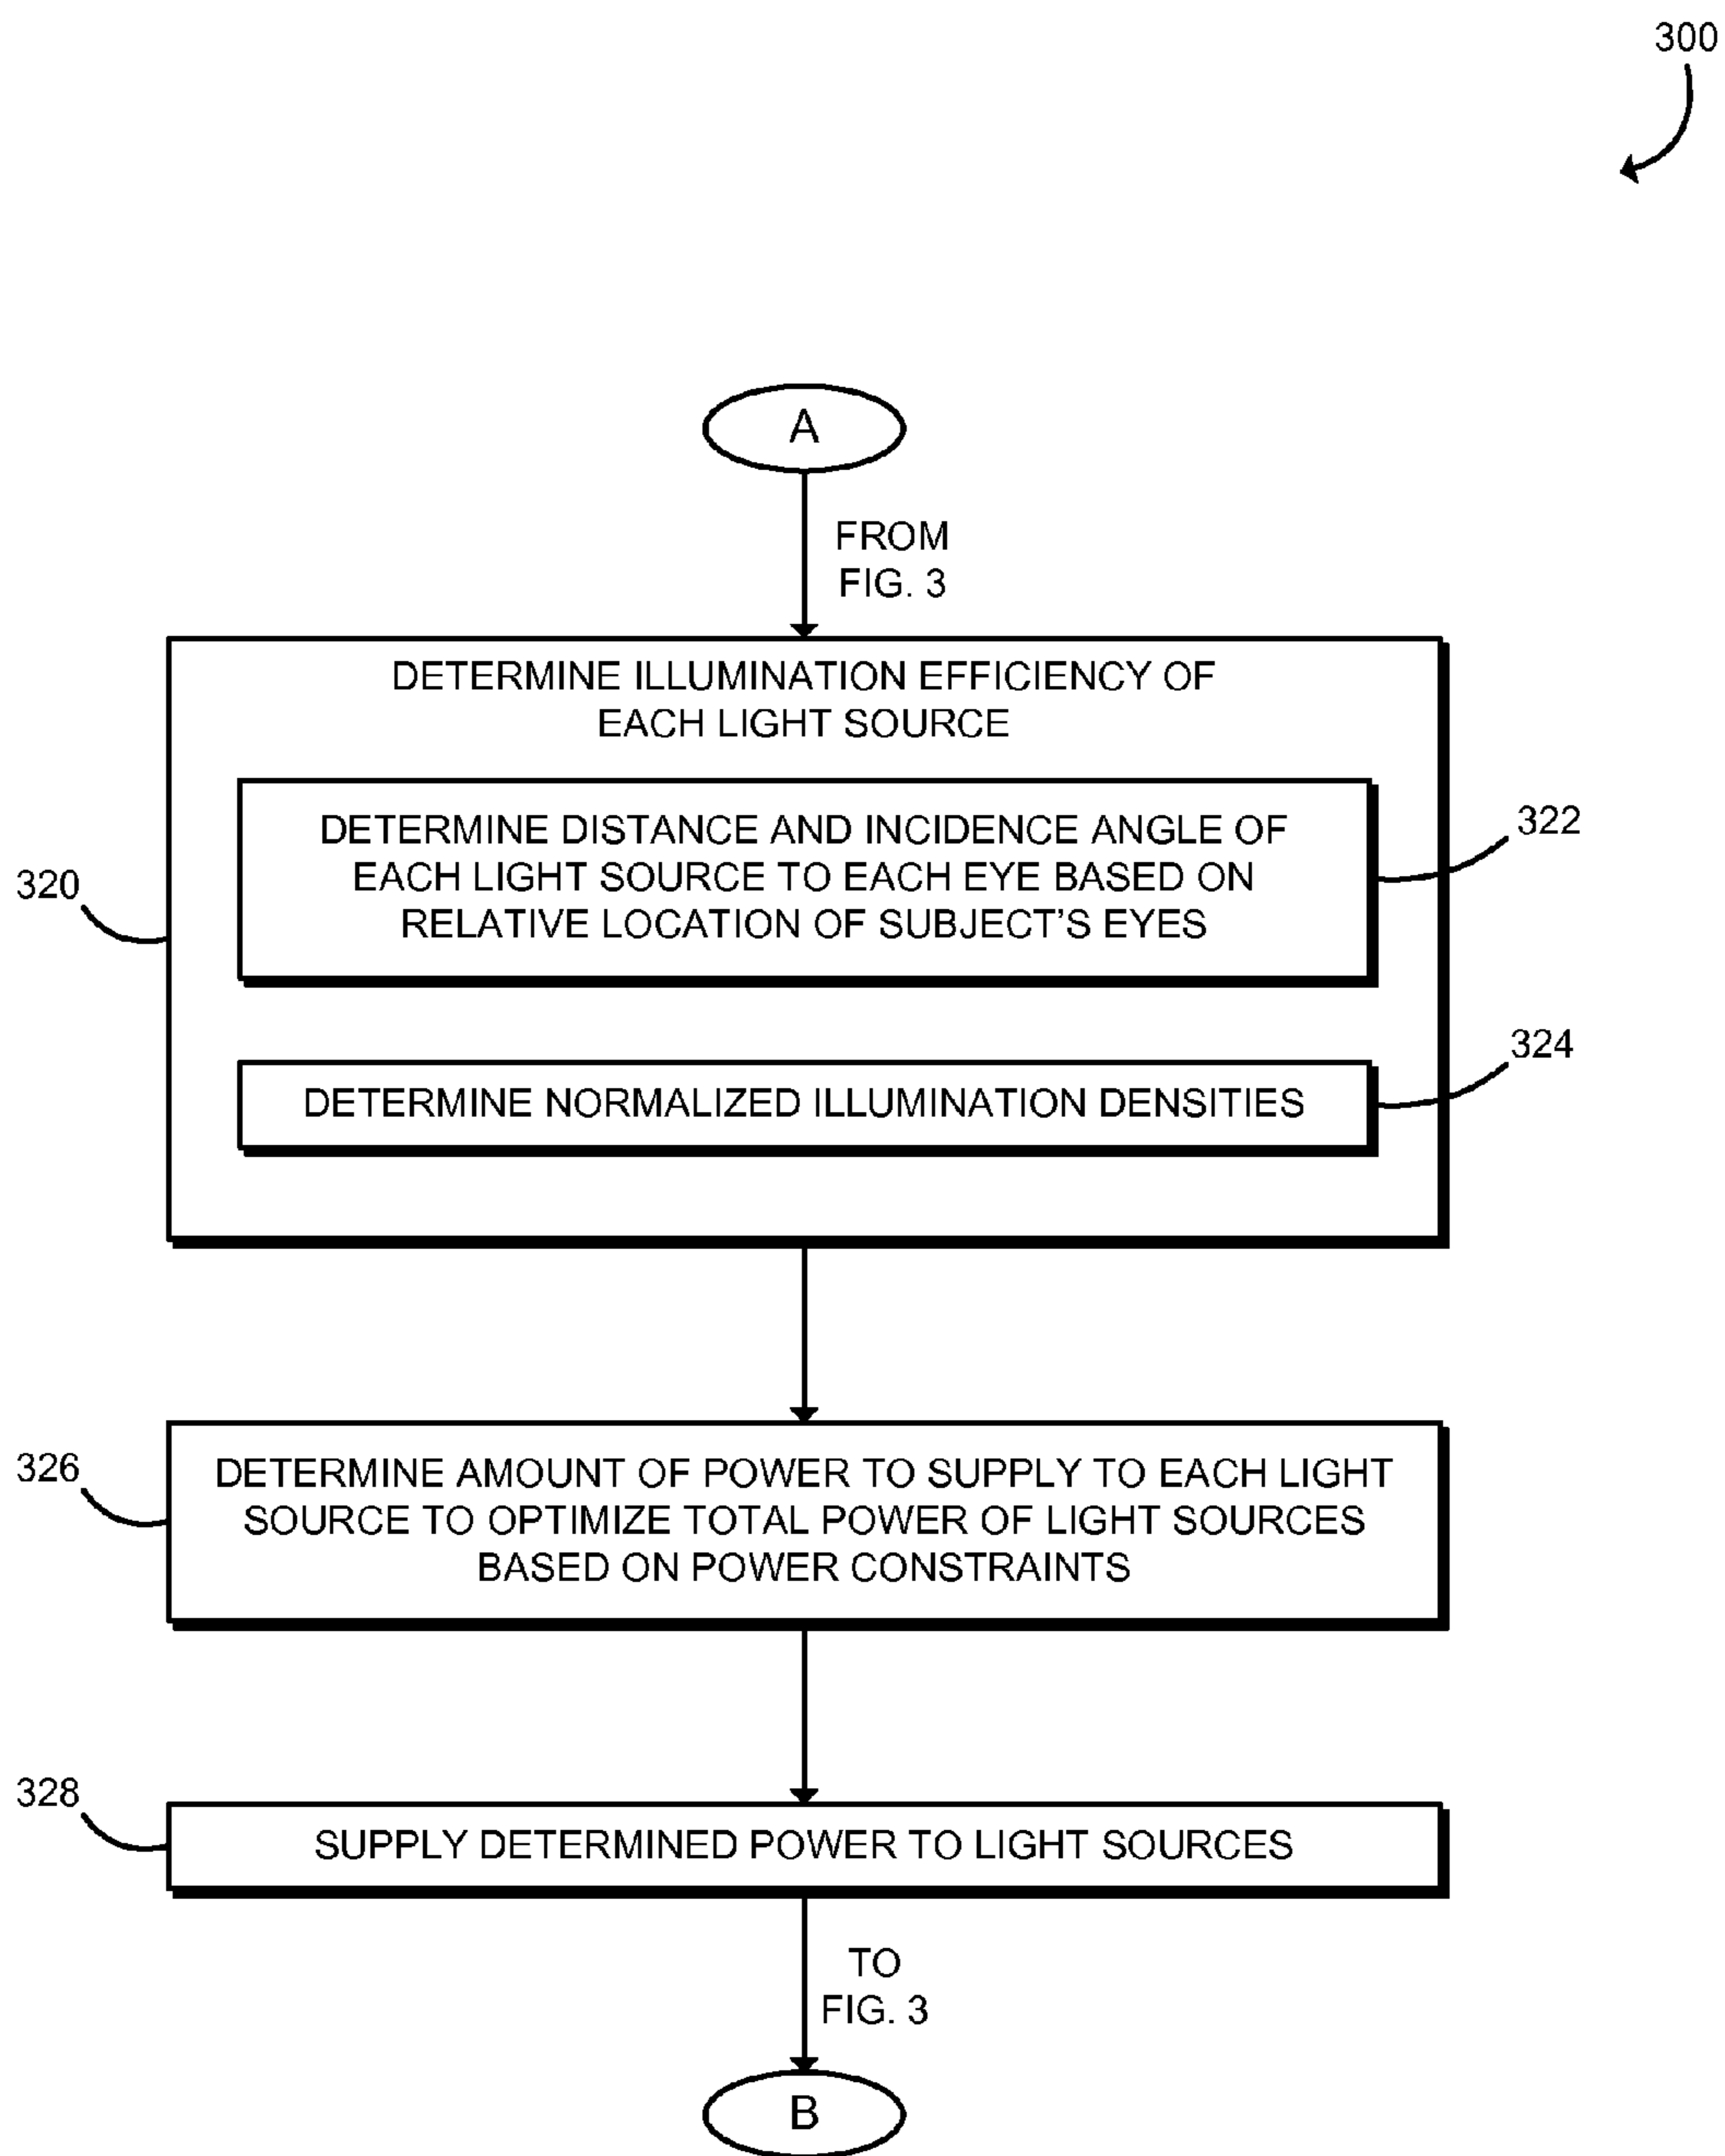 300
A
FROM
FIG. 3
DETERMINE ILLUMINATION EFFICIENCY OF
EACH LIGHT SOURCE
322
DETERMINE DISTANCE AND INCIDENCE ANGLE OF
EACH LIGHT SOURCE TO EACH EYE BASED ON
RELATIVE LOCATION OF SUBJECT'S EYES
320
324
DETERMINE NORMALIZED ILLUMINATION DENSITIES
326
DETERMINE AMOUNT OF POWER TO SUPPLY TO EACH LIGHT
SOURCE TO OPTIMIZE TOTAL POWER OF LIGHT SOURCES
BASED ON POWER CONSTRAINTS
328
SUPPLY DETERMINED POWER TO LIGHT SOURCES
TO
FIG. 3
B